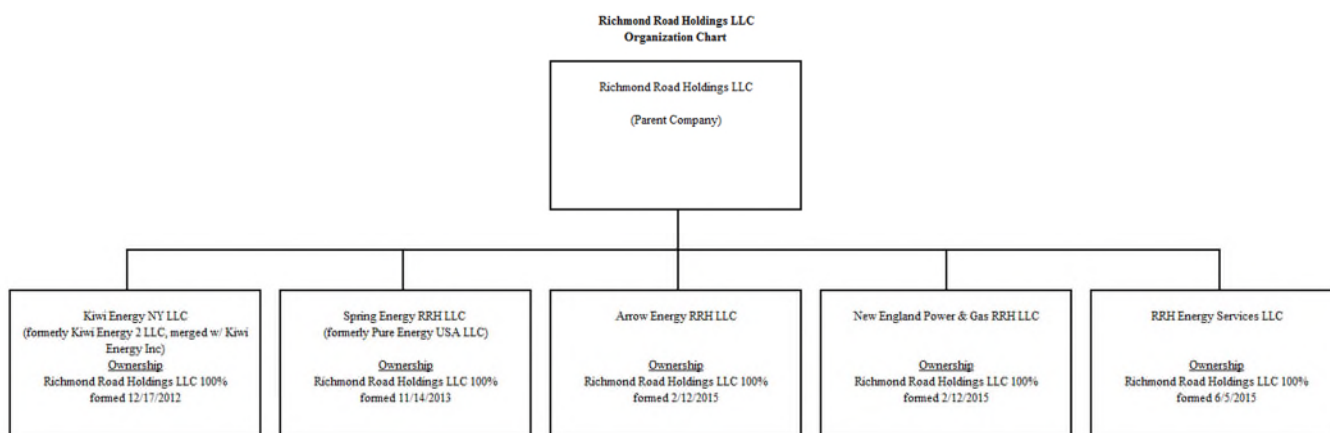 Richmond Road Holdings LLC
Organization Chart
Richmond Road Holdings LLC
(Parent Company)
Kiwi Energy NY LLC
(formerly Kiwi Energy 2 LLC, merged w/ Kiwi
Energy Inc)
Ownership
Richmond Road Holdings LLC 100%
formed 12/17/2012
Spring Energy RRH LLC
(formerly Pure Energy USA LLC)
Ownership
Richmond Road Holdings LLC 100%
formed 11/14/2013
Arrow Energy RRH LLC
Ownership
Richmond Road Holdings LLC 100%
formed 2/12/2015
New England Power & Gas RRH LLC
Ownership
Richmond Road Holdings LLC 100%
formed 2/12/2015
RRH Energy Services LLC
Ownership
Richmond Road Holdings LLC 100%
formed 6/5/2015